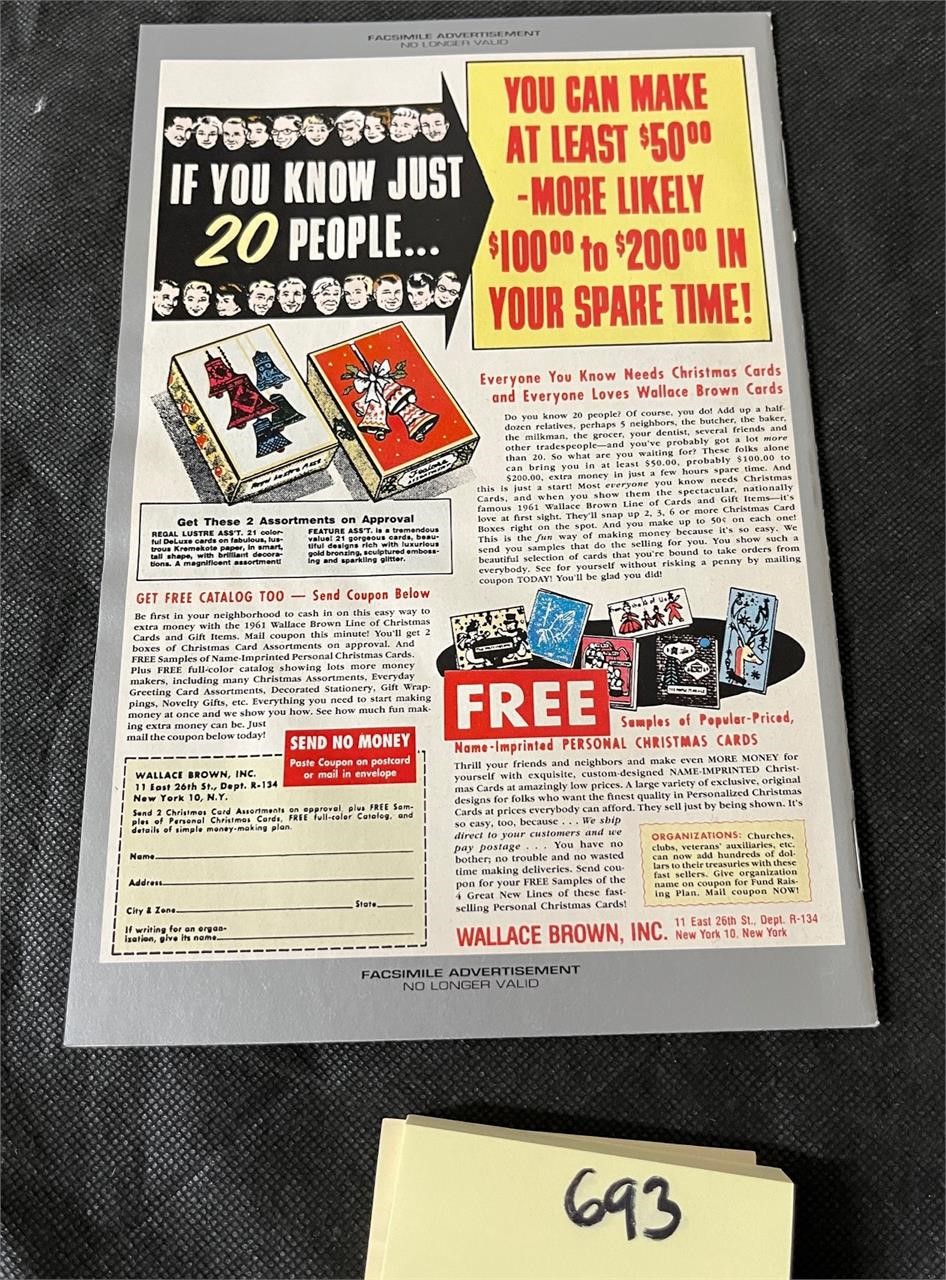 FACSIMILE ADVERTISEMENT
NO LONGER VALID
IF YOU KNOW JUST
20 PEOPLE...
YOU CAN MAKE
AT LEAST $50.00
-MORE LIKELY
$100.00 to $200.00 IN
YOUR SPARE TIME!
Get These 2 Assortments on Approval
REGAL LUSTRE ASS'T. 21 color-
ful DeLuxe cards on fabulous, lus-
trous Kremekote paper, in smart,
tall shape, with brilliant decora-
tions. A magnificent assortment!
FEATURE ASS'T. is a tremendous
value! 21 gorgeous cards, beau-
tiful designs rich with luxurious
gold bronzing, sculptured emboss-
ing and sparkling glitter.
GET FREE CATALOG TOO — Send Coupon Below
Be first in your neighborhood to cash in on this easy way to
extra money with the 1961 Wallace Brown Line of Christmas
Cards and Gift Items. Mail coupon this minute! You'll get 2
boxes of Christmas Card Assortments on approval. And
FREE Samples of Name-Imprinted Personal Christmas Cards.
Plus FREE full-color catalog showing lots more money
makers, including many Christmas Assortments, Everyday
Greeting Card Assortments, Decorated Stationery, Gift Wrap-
pings, Novelty Gifts, etc. Everything you need to start making
money at once and we show you how. See how much fun mak-
ing extra money can be. Just
mail the coupon below today!
SEND NO MONEY
Paste Coupon on postcard
or mail in envelope
WALLACE BROWN, INC.
11 East 26th St., Dept. R-134
New York 10, N.Y.
Send 2 Christmas Card Assortments on approval, plus FREE Sam-
ples of Personal Christmas Cards, FREE full-color Catalog, and
details of simple money-making plan.
Name
Address
City & Zone State
If writing for an organ-
ization, give its name
Everyone You Know Needs Christmas Cards
and Everyone Loves Wallace Brown Cards
Do you know 20 people? Of course, you do! Add up a half-
dozen relatives, perhaps 5 neighbors, the butcher, the baker,
the milkman, the grocer, your dentist, several friends and
other tradespeople—and you've probably got a lot more
than 20. So what are you waiting for? These folks alone
can bring you in at least $50.00, probably $100.00 to
$200.00, extra money in just a few hours spare time. And
this is just a start! Most everyone you know needs Christmas
Cards, and when you show them the spectacular, nationally
famous 1961 Wallace Brown Line of Cards and Gift Items—it's
love at first sight. They'll snap up 2, 3, 6 or more Christmas Card
Boxes right on the spot. And you make up to 50¢ on each one!
This is the fun way of making money because it's so easy. We
send you samples that do the selling for you. You show such a
beautiful selection of cards that you're bound to take orders from
everybody. See for yourself without risking a penny by mailing
coupon TODAY! You'll be glad you did!
FREE
Samples of Popular-Priced,
Name-Imprinted PERSONAL CHRISTMAS CARDS
Thrill your friends and neighbors and make even MORE MONEY for
yourself with exquisite, custom-designed NAME-IMPRINTED Christ-
mas Cards at amazingly low prices. A large variety of exclusive, original
designs for folks who want the finest quality in Personalized Christmas
Cards at prices everybody can afford. They sell just by being shown. It's
so easy, too, because . . . We ship
direct to your customers and we
pay postage . . . You have no
bother; no trouble and no wasted
time making deliveries. Send cou-
pon for your FREE Samples of the
4 Great New Lines of these fast-
selling Personal Christmas Cards!
ORGANIZATIONS: Churches,
clubs, veterans' auxiliaries, etc.
can now add hundreds of dol-
lars to their treasuries with these
fast sellers. Give organization
name on coupon for Fund Rais-
ing Plan. Mail coupon NOW!
WALLACE BROWN, INC. 11 East 26th St., Dept. R-134
New York 10, New York
FACSIMILE ADVERTISEMENT
NO LONGER VALID
693